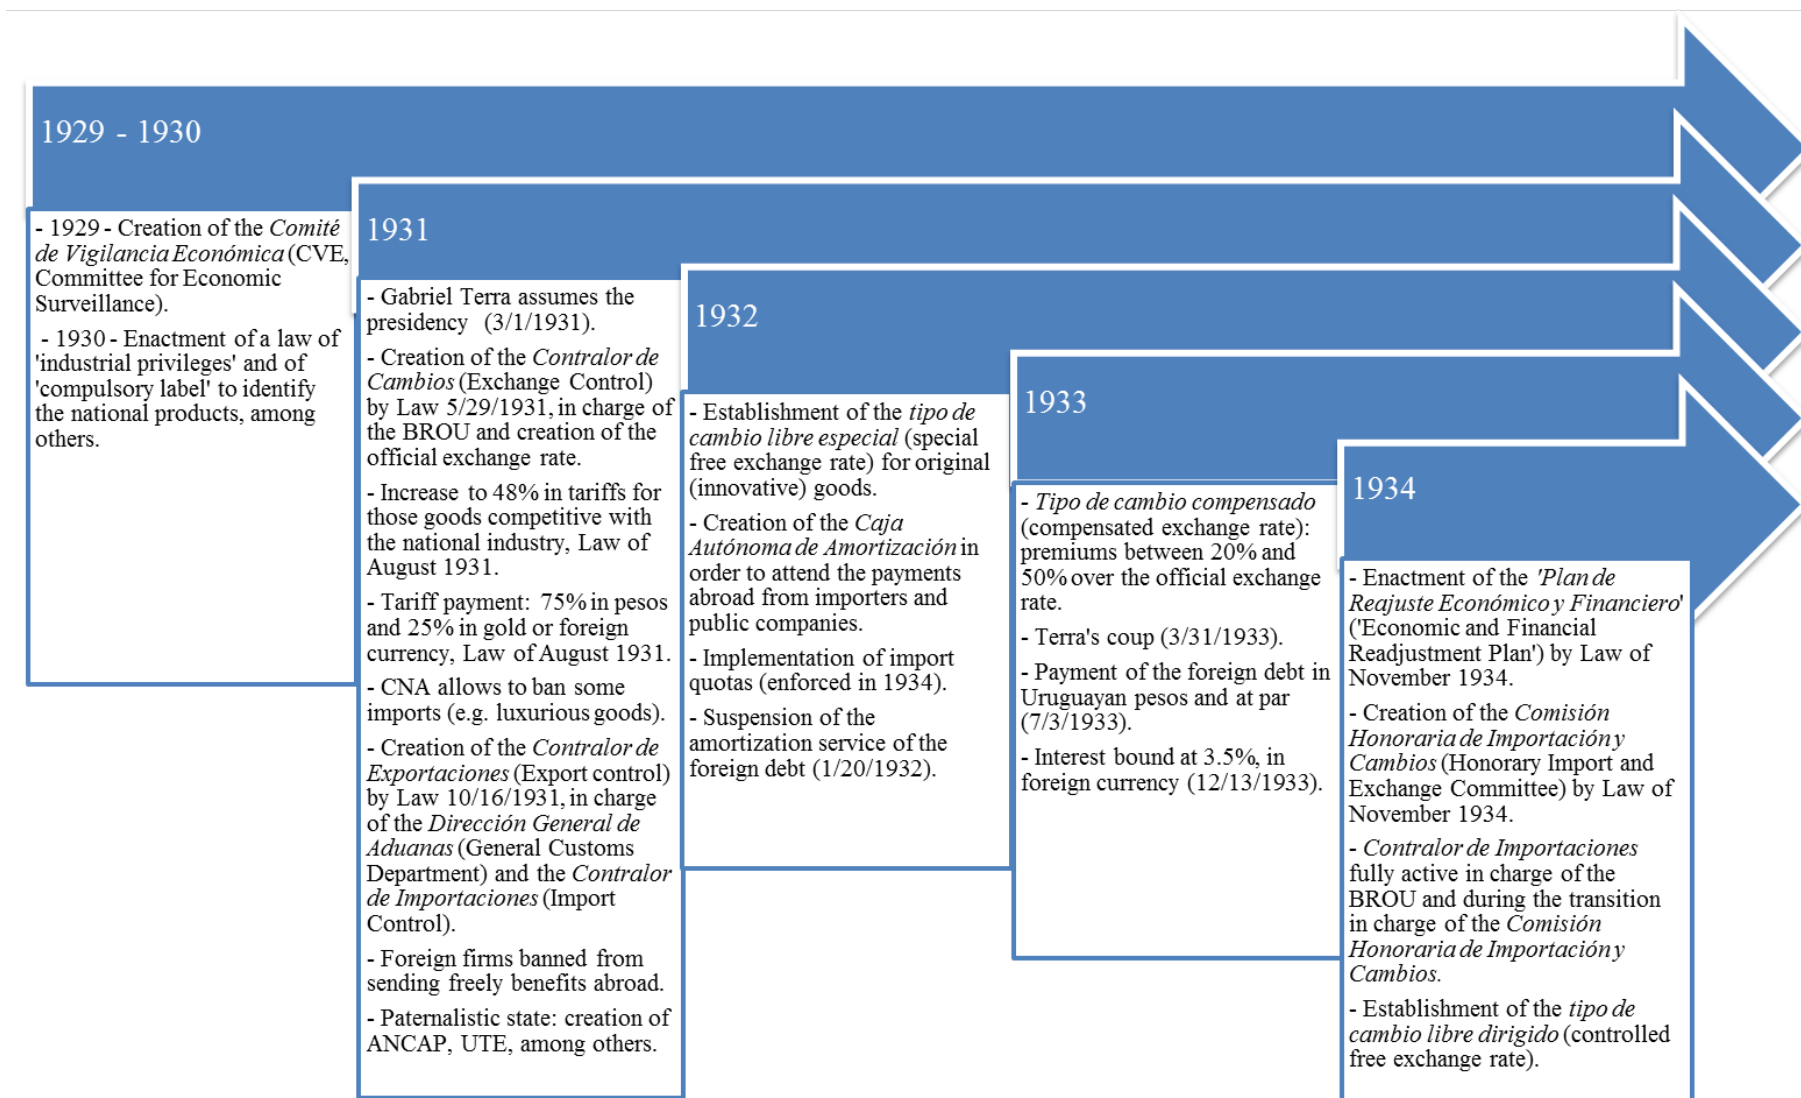 1929 - 1930
- 1929 - Creation of the Comité
de Vigilancia Económica (CVE,
Committee for Economic
Surveillance).
- 1930 - Enactment of a law of
'industrial privileges' and of
'compulsory label' to identify
the national products, among
others.
1931
- Gabriel Terra assumes the
presidency (3/1/1931).
- Creation of the Contralor de
Cambios (Exchange Control)
by Law 5/29/1931, in charge of
the BROU and creation of the
official exchange rate.
- Increase to 48% in tariffs for
those goods competitive with
the national industry, Law of
August 1931.
- Tariff payment: 75% in pesos
and 25% in gold or foreign
currency, Law of August 1931.
- CNA allows to ban some
imports (e.g. luxurious goods).
- Creation of the Contralor de
Exportaciones (Export control)
by Law 10/16/1931, in charge
of the Dirección General de
Aduanas (General Customs
Department) and the Contralor
de Importaciones (Import
Control).
- Foreign firms banned from
sending freely benefits abroad.
- Paternalistic state: creation of
ANCAP, UTE, among others.
1932
- Establishment of the tipo de
cambio libre especial (special
free exchange rate) for original
(innovative) goods.
- Creation of the Caja
Autónoma de Amortización in
order to attend the payments
abroad from importers and
public companies.
- Implementation of import
quotas (enforced in 1934).
- Suspension of the
amortization service of the
foreign debt (1/20/1932).
1933
- Tipo de cambio compensado
(compensated exchange rate):
premiums between 20% and
50% over the official exchange
rate.
- Terra's coup (3/31/1933).
- Payment of the foreign debt in
Uruguayan pesos and at par
(7/3/1933).
- Interest bound at 3.5%, in
foreign currency (12/13/1933).
1934
- Enactment of the 'Plan de
Reajuste Económico y Financiero'
('Economic and Financial
Readjustment Plan') by Law of
November 1934.
- Creation of the Comisión
Honoraria de Importación y
Cambios (Honorary Import and
Exchange Committee) by Law of
November 1934.
- Contralor de Importaciones
fully active in charge of the
BROU and during the transition
in charge of the Comisión
Honoraria de Importación y
Cambios.
- Establishment of the tipo de
cambio libre dirigido (controlled
free exchange rate).